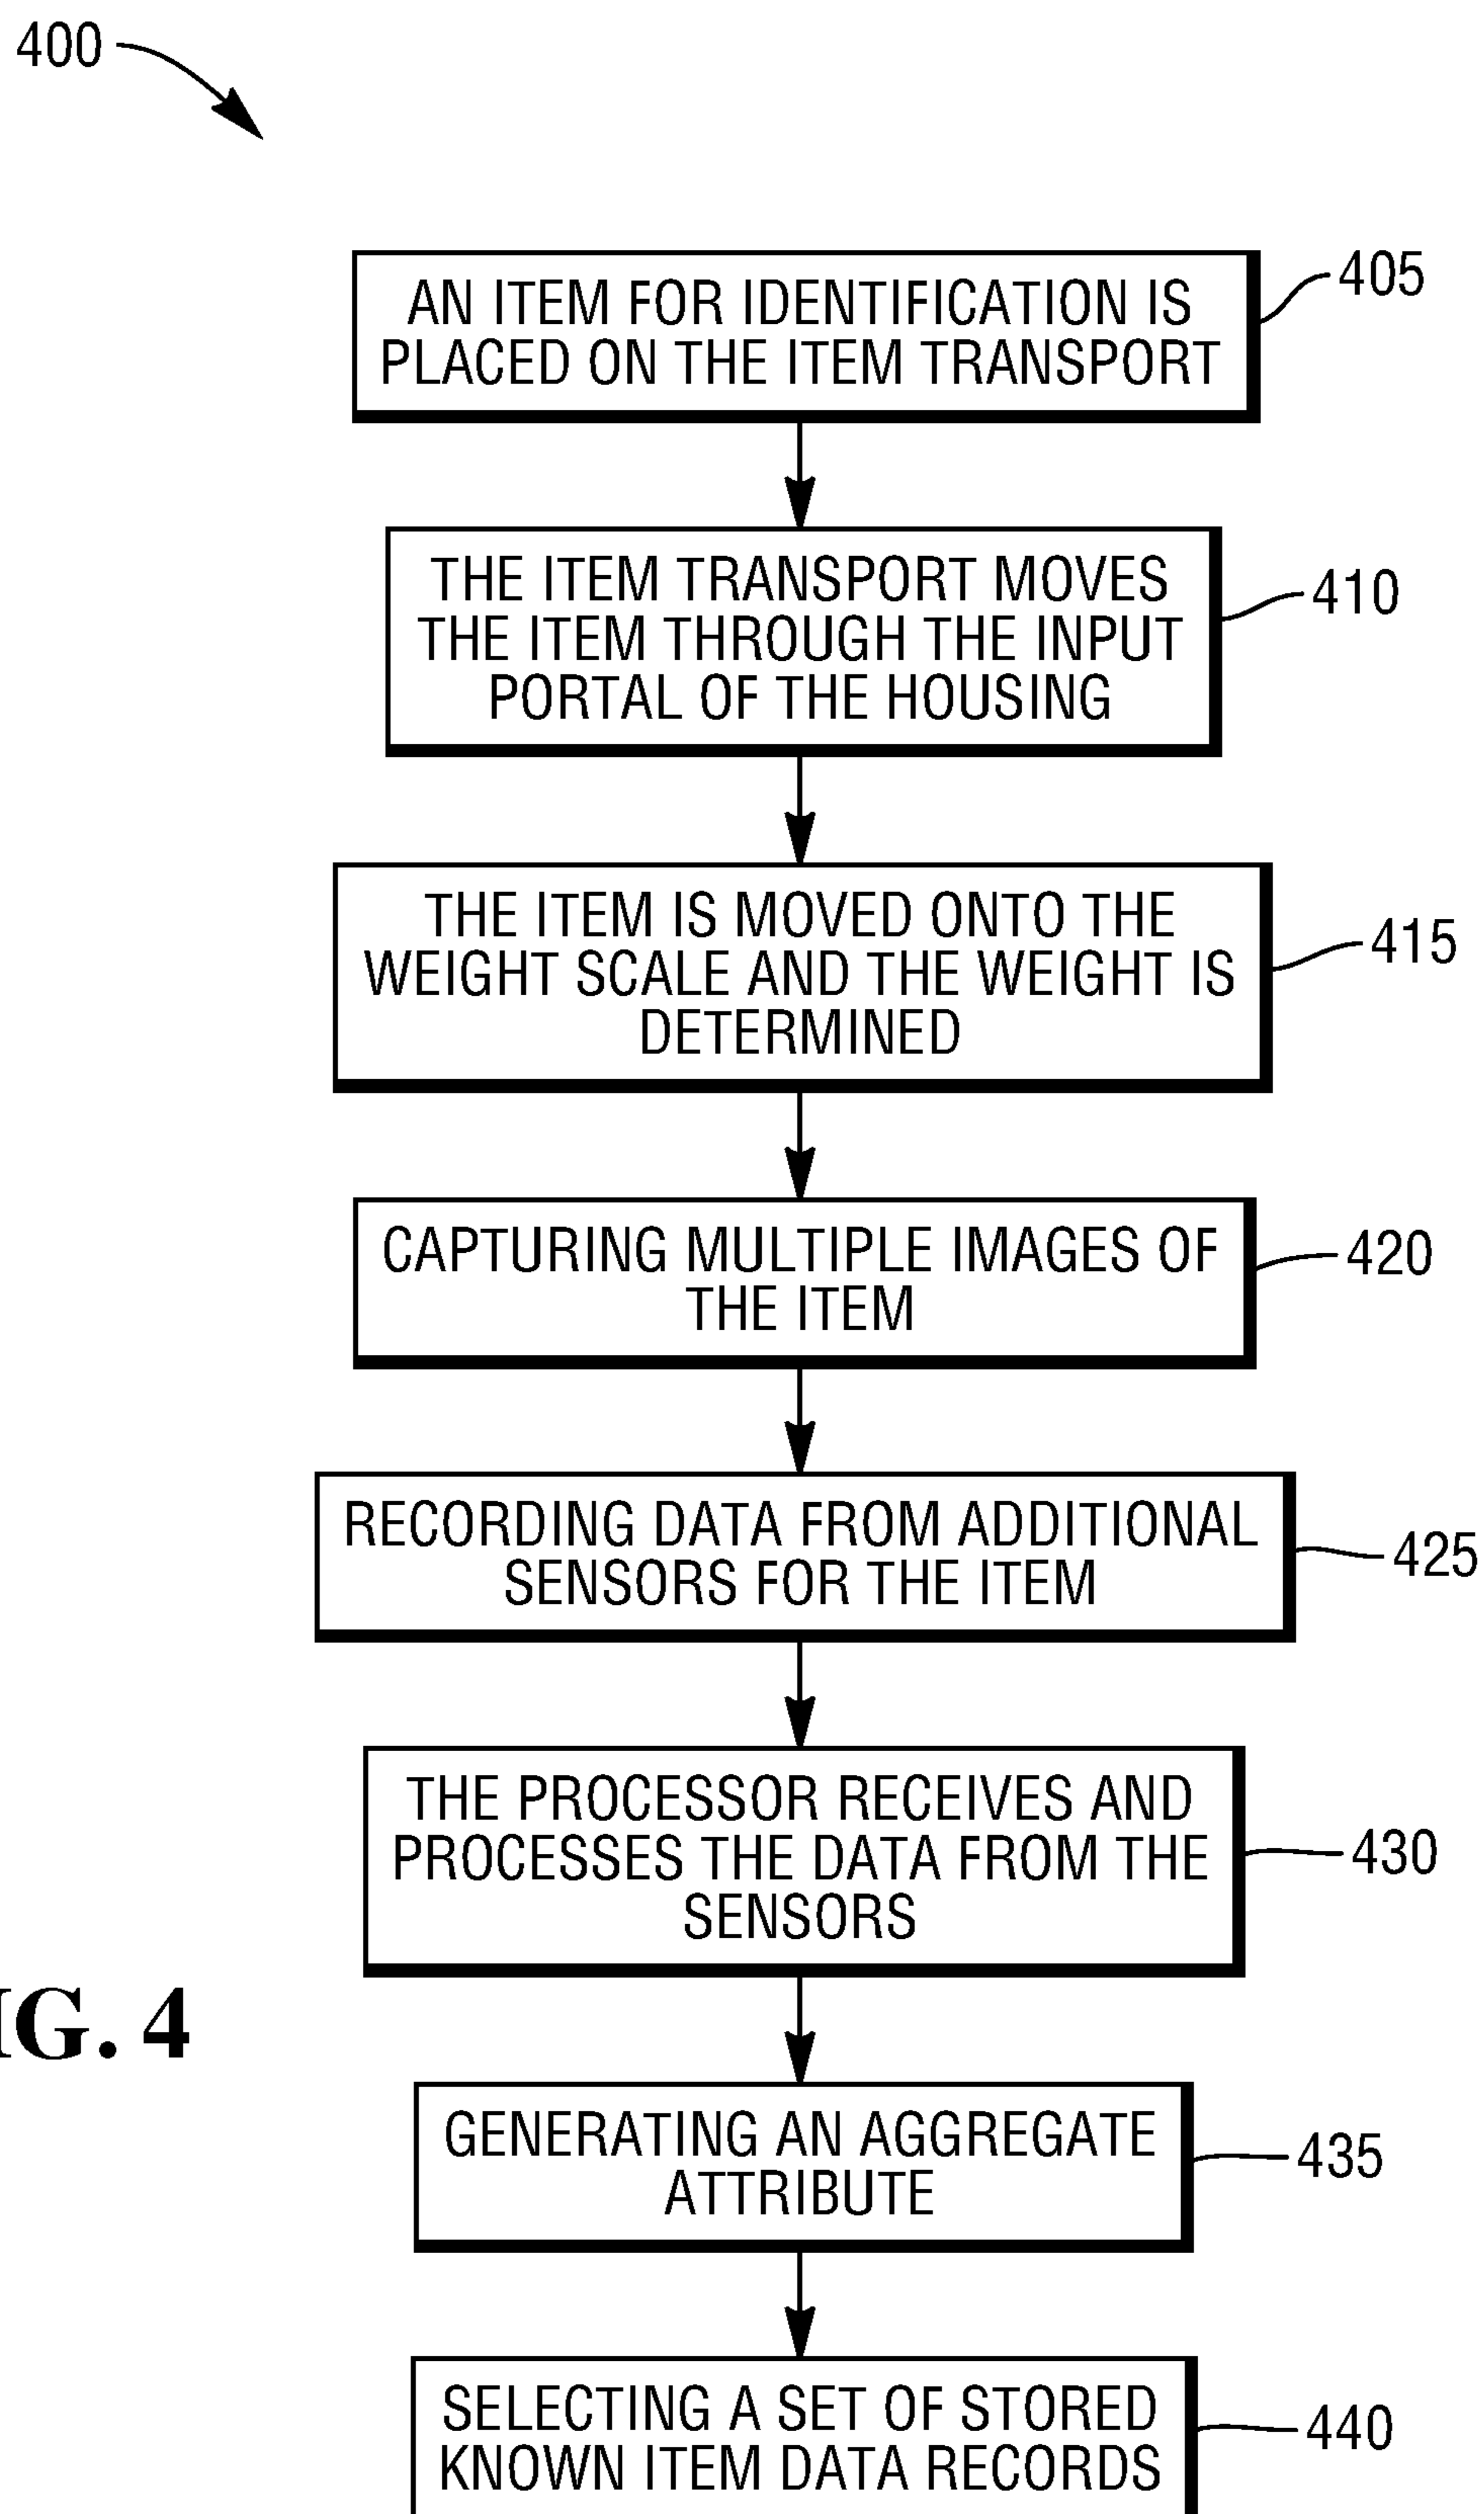 400
AN ITEM FOR IDENTIFICATION IS
PLACED ON THE ITEM TRANSPORT
405
THE ITEM TRANSPORT MOVES
THE ITEM THROUGH THE INPUT
PORTAL OF THE HOUSING
410
THE ITEM IS MOVED ONTO THE
WEIGHT SCALE AND THE WEIGHT IS
DETERMINED
415
CAPTURING MULTIPLE IMAGES OF
THE ITEM
420
RECORDING DATA FROM ADDITIONAL
SENSORS FOR THE ITEM
425
THE PROCESSOR RECEIVES AND
PROCESSES THE DATA FROM THE
SENSORS
430
IG. 4
GENERATING AN AGGREGATE
ATTRIBUTE
435
SELECTING A SET OF STORED
KNOWN ITEM DATA RECORDS
440